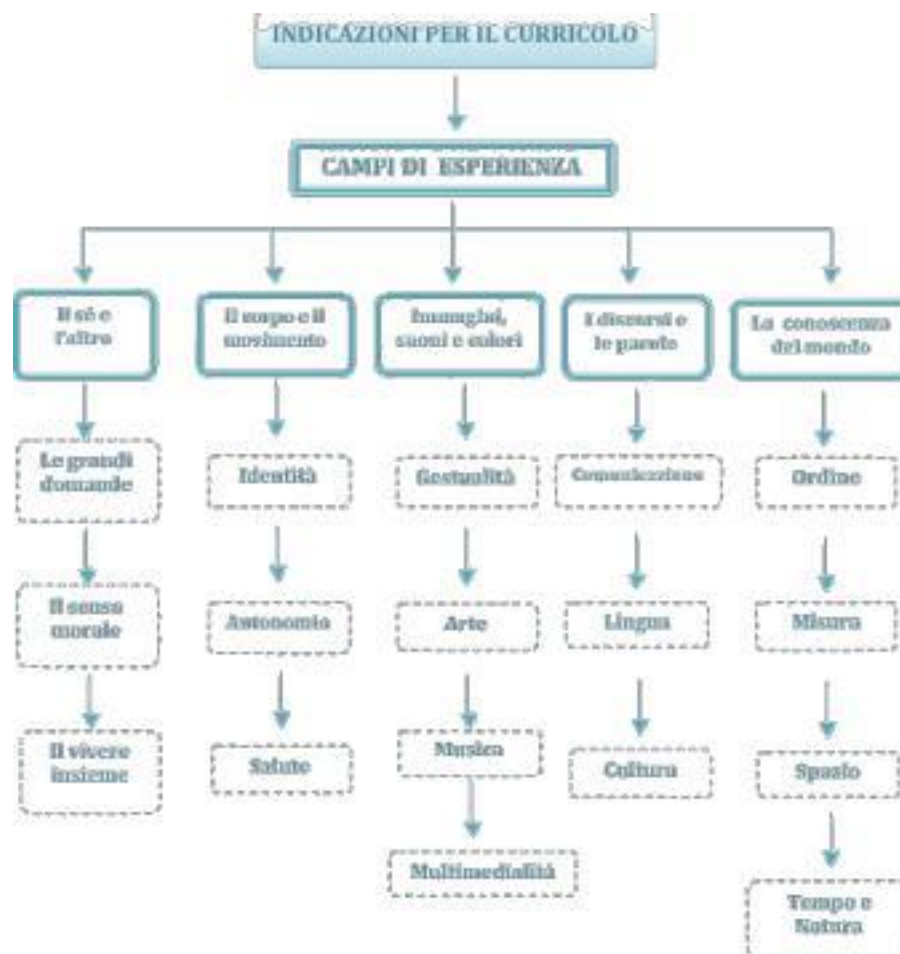 INDICAZIONI PER IL CURRICOLO
CAMPI DI ESPERIENZA
Il sé e
l'altro
Il corpo e il
movimento
Immagini,
suoni e colori
I discorsi e
le parole
La conoscenza
del mondo
Le grandi
domande
Identità
Gestualità
Comunicazione
Ordine
Il senso
morale
Autonomia
Arte
Lingua
Misura
Il vivere
insieme
Salute
Musica
Cultura
Spazio
Multimedialità
Tempo e
Natura